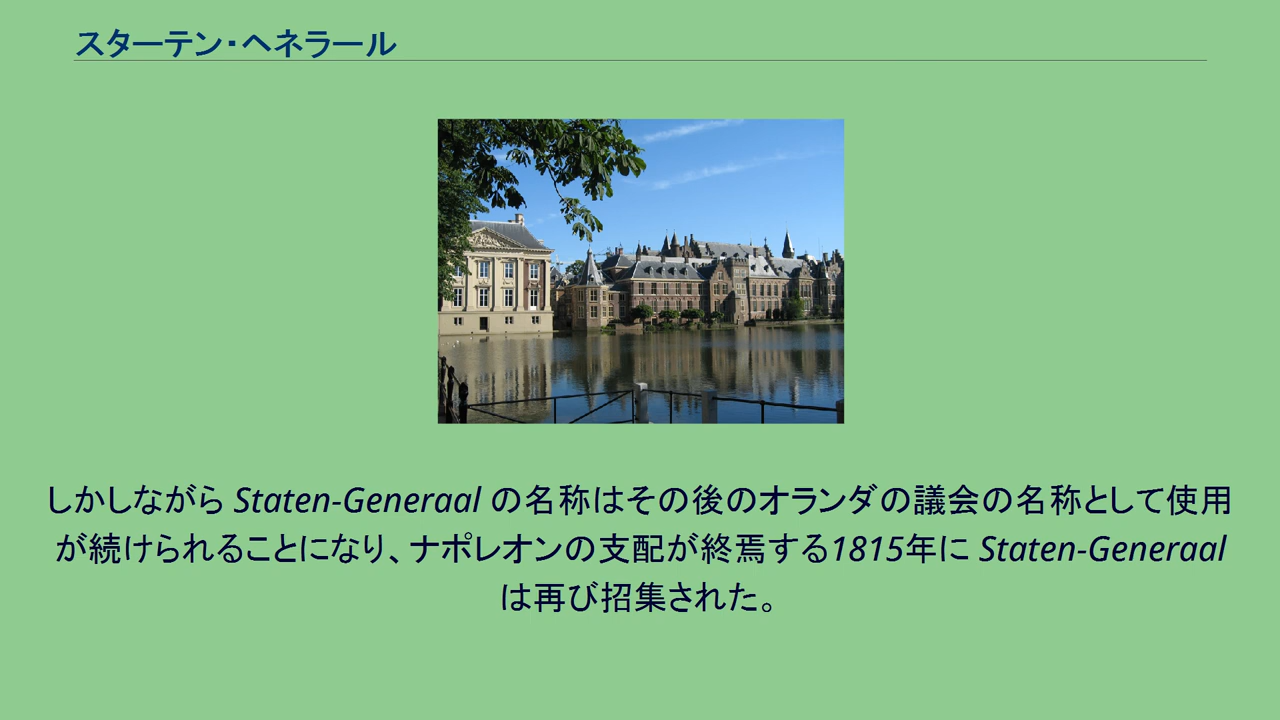 スターテン・ヘネラール
しかしながら Staten-Generaal の名称はその後のオランダの議会の名称として使用
が続けられることになり、ナポレオンの支配が終焉する1815年に Staten-Generaal
は再び招集された。